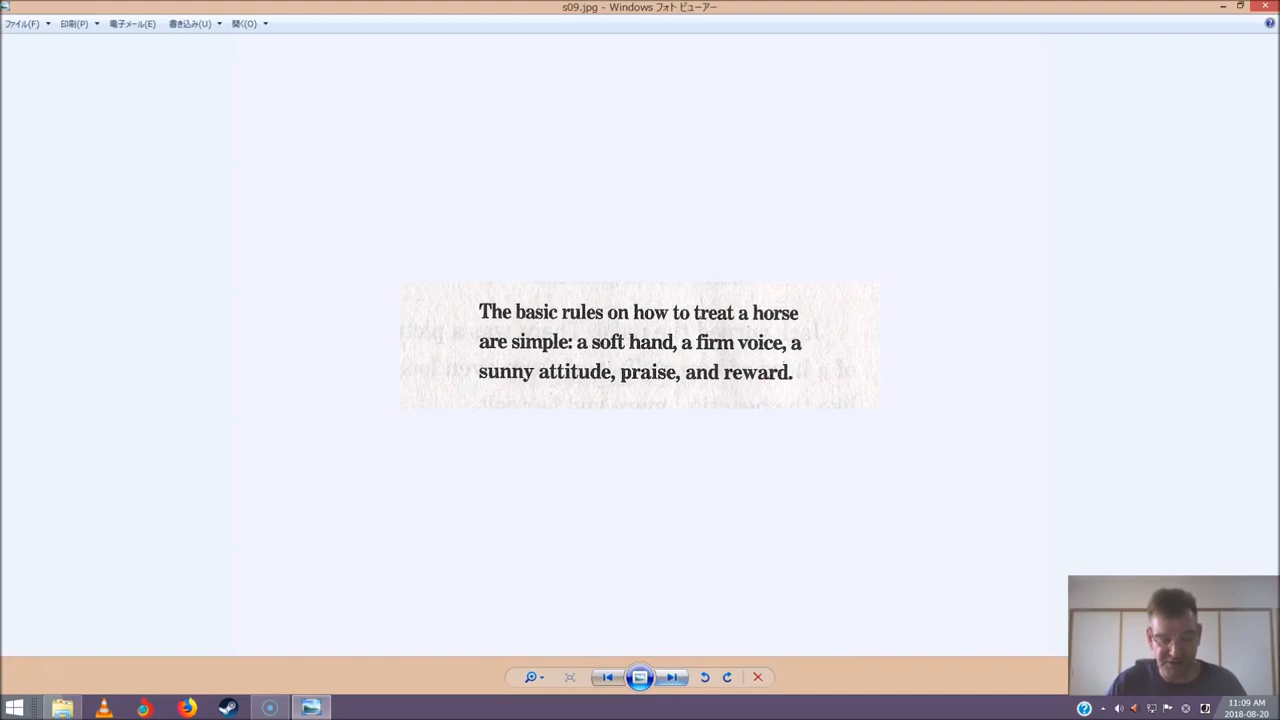 s09.jpg - Windows フォト ビューアー
ファイル(F) 印刷(P) 電子メール(E) 書き込み(U) 開く(O)
The basic rules on how to treat a horse
are simple: a soft hand, a firm voice, a
sunny attitude, praise, and reward.
11:09 AM
2018-08-20